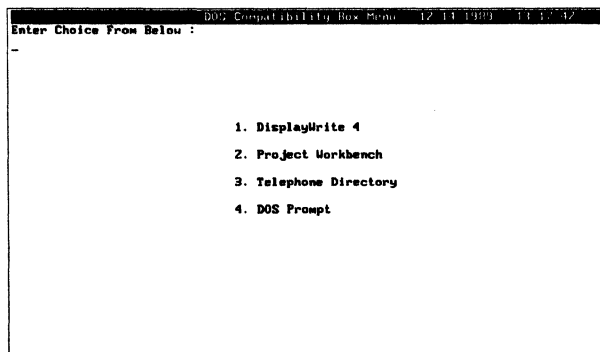 DOS Compatibility Box Menu 12-14-1989 13:17:42
Enter Choice From Below :
1. DisplayWrite 4
2. Project Workbench
3. Telephone Directory
4. DOS Prompt